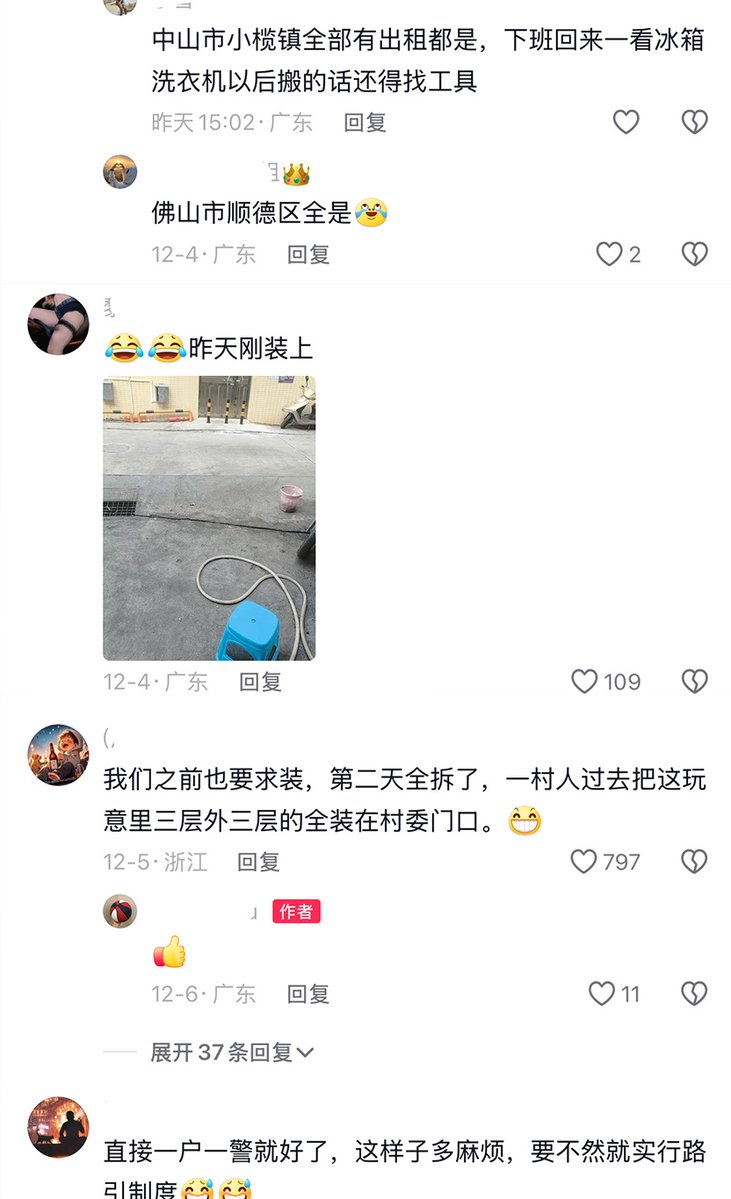 中山市小榄镇全部有出租都是，下班回来一看冰箱
洗衣机以后搬的话还得找工具
昨天15:02·广东 回复
佛山市顺德区全是😂
12-4·广东 回复 2
😂😂昨天刚装上
12-4·广东 回复 109
我们之前也要求装，第二天全拆了，一村人过去把这玩
意里三层外三层的全装在村委门口。😁
12-5·浙江 回复 797
作者
👍
12-6·广东 回复 11
展开37条回复
直接一户一警就好了，这样子多麻烦，要不然就实行路
引制度😅😅